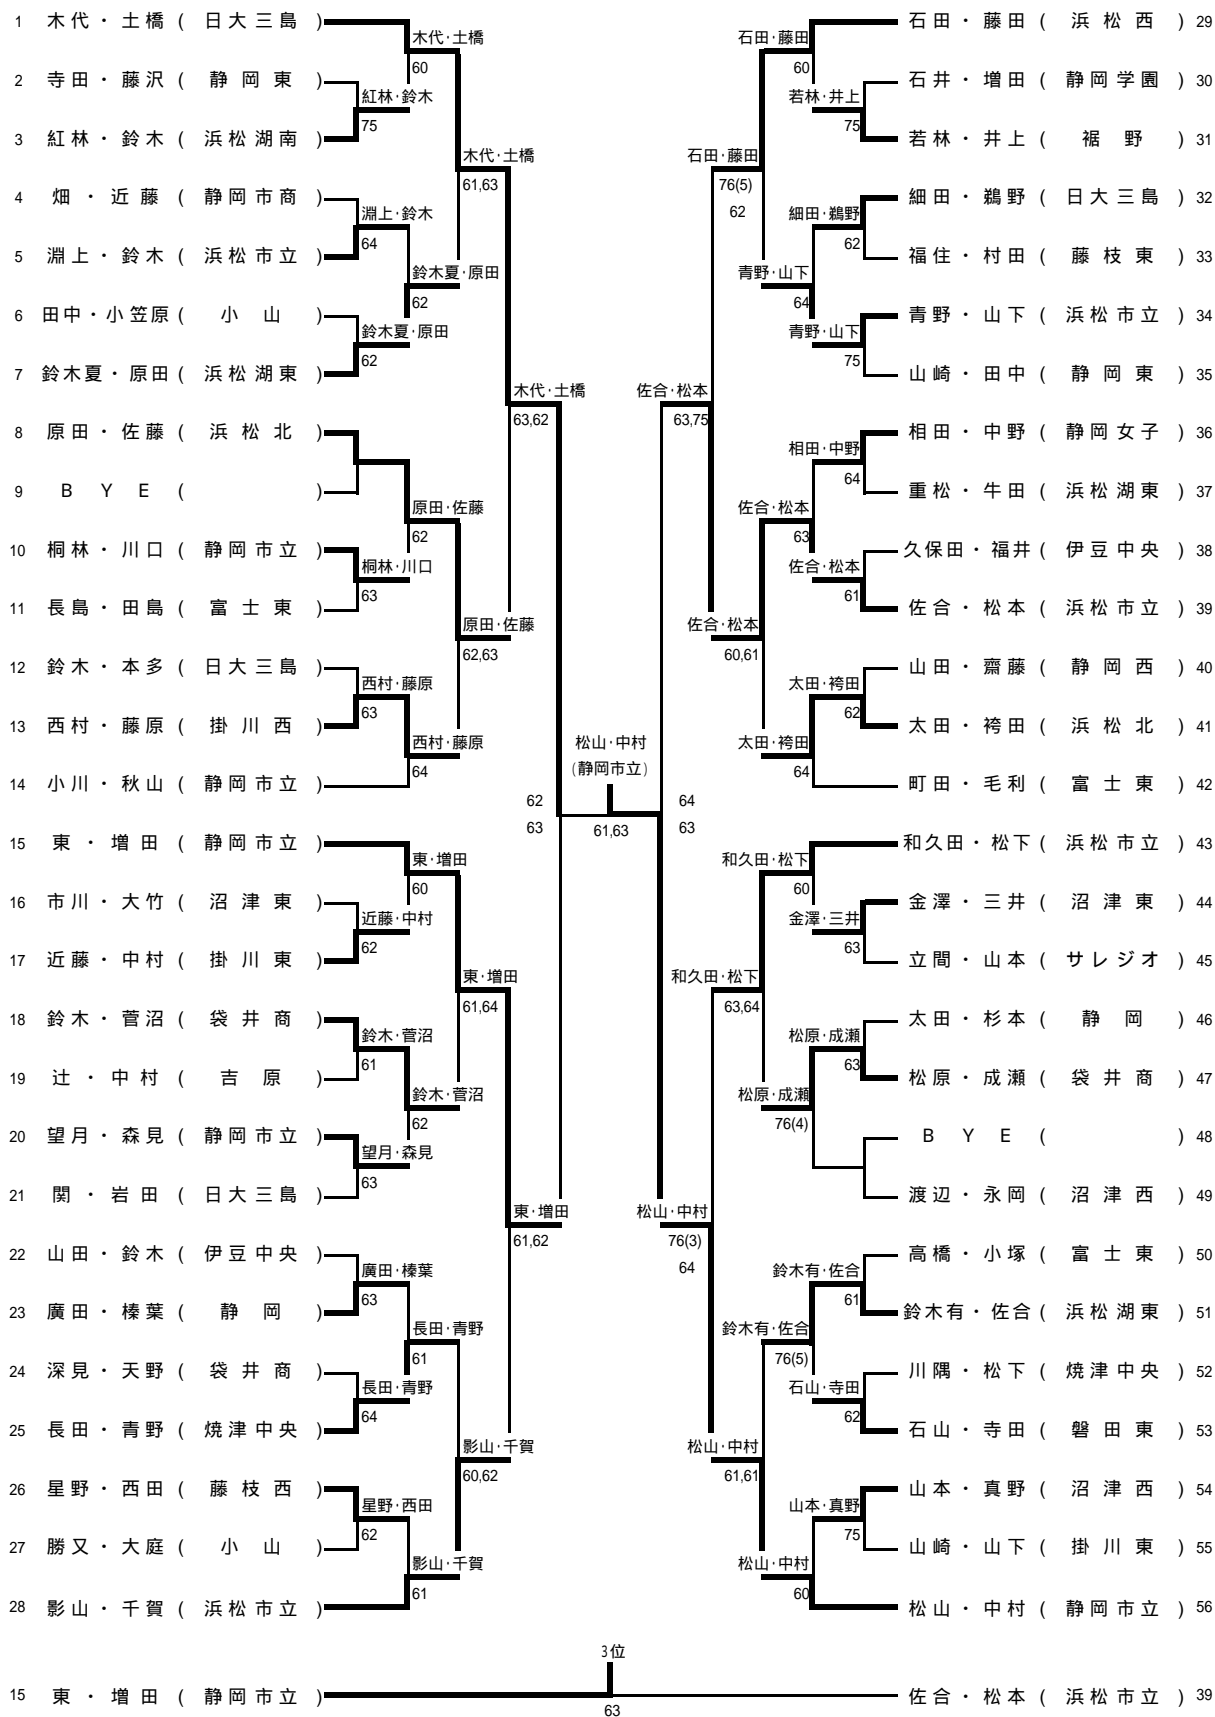 1 木代・土橋 ( 日大三島 )
2 寺田・藤沢 ( 静岡東 )
3 紅林・鈴木 ( 浜松湖南 )
4 畑・近藤 ( 静岡市商 )
5 淵上・鈴木 ( 浜松市立 )
6 田中・小笠原 ( 小山 )
7 鈴木夏・原田 ( 浜松湖東 )
8 原田・佐藤 ( 浜松北 )
9 BYE ( )
10 桐林・川口 ( 静岡市立 )
11 長島・田島 ( 富士東 )
12 鈴木・本多 ( 日大三島 )
13 西村・藤原 ( 掛川西 )
14 小川・秋山 ( 静岡市立 )
15 東・増田 ( 静岡市立 )
16 市川・大竹 ( 沼津東 )
17 近藤・中村 ( 掛川東 )
18 鈴木・菅沼 ( 袋井商 )
19 辻・中村 ( 吉原 )
20 望月・森見 ( 静岡市立 )
21 関・岩田 ( 日大三島 )
22 山田・鈴木 ( 伊豆中央 )
23 廣田・榛葉 ( 静岡 )
24 深見・天野 ( 袋井商 )
25 長田・青野 ( 焼津中央 )
26 星野・西田 ( 藤枝西 )
27 勝又・大庭 ( 小山 )
28 影山・千賀 ( 浜松市立 )
紅林・鈴木
75
淵上・鈴木
64
鈴木夏・原田
62
桐林・川口
63
西村・藤原
63
近藤・中村
62
鈴木・菅沼
61
望月・森見
63
廣田・榛葉
63
長田・青野
64
星野・西田
62
木代・土橋
60
鈴木夏・原田
62
原田・佐藤
62
西村・藤原
64
東・増田
60
鈴木・菅沼
62
長田・青野
61
影山・千賀
61
木代・土橋
61,63
原田・佐藤
62,63
東・増田
61,64
影山・千賀
60,62
木代・土橋
63,62
東・増田
61,62
62
63
松山・中村
(静岡市立)
61,63
64
63
佐合・松本
63,75
松山・中村
76(3)
64
石田・藤田
76(5)
62
佐合・松本
60,61
和久田・松下
63,64
松山・中村
61,61
石田・藤田
60
青野・山下
64
佐合・松本
63
太田・袴田
64
和久田・松下
60
松原・成瀬
76(4)
鈴木有・佐合
76(5)
松山・中村
60
若林・井上
75
細田・鵜野
62
青野・山下
75
相田・中野
64
佐合・松本
61
太田・袴田
62
金澤・三井
63
松原・成瀬
63
鈴木有・佐合
61
石山・寺田
62
山本・真野
75
石田・藤田 ( 浜松西 ) 29
石井・増田 ( 静岡学園 ) 30
若林・井上 ( 裾野 ) 31
細田・鵜野 ( 日大三島 ) 32
福住・村田 ( 藤枝東 ) 33
青野・山下 ( 浜松市立 ) 34
山崎・田中 ( 静岡東 ) 35
相田・中野 ( 静岡女子 ) 36
重松・牛田 ( 浜松湖東 ) 37
久保田・福井 ( 伊豆中央 ) 38
佐合・松本 ( 浜松市立 ) 39
山田・齋藤 ( 静岡西 ) 40
太田・袴田 ( 浜松北 ) 41
町田・毛利 ( 富士東 ) 42
和久田・松下 ( 浜松市立 ) 43
金澤・三井 ( 沼津東 ) 44
立間・山本 ( サレジオ ) 45
太田・杉本 ( 静岡 ) 46
松原・成瀬 ( 袋井商 ) 47
BYE ( ) 48
渡辺・永岡 ( 沼津西 ) 49
高橋・小塚 ( 富士東 ) 50
鈴木有・佐合 ( 浜松湖東 ) 51
川隅・松下 ( 焼津中央 ) 52
石山・寺田 ( 磐田東 ) 53
山本・真野 ( 沼津西 ) 54
山崎・山下 ( 掛川東 ) 55
松山・中村 ( 静岡市立 ) 56
3位
15 東・増田 ( 静岡市立 )
63
佐合・松本 ( 浜松市立 ) 39